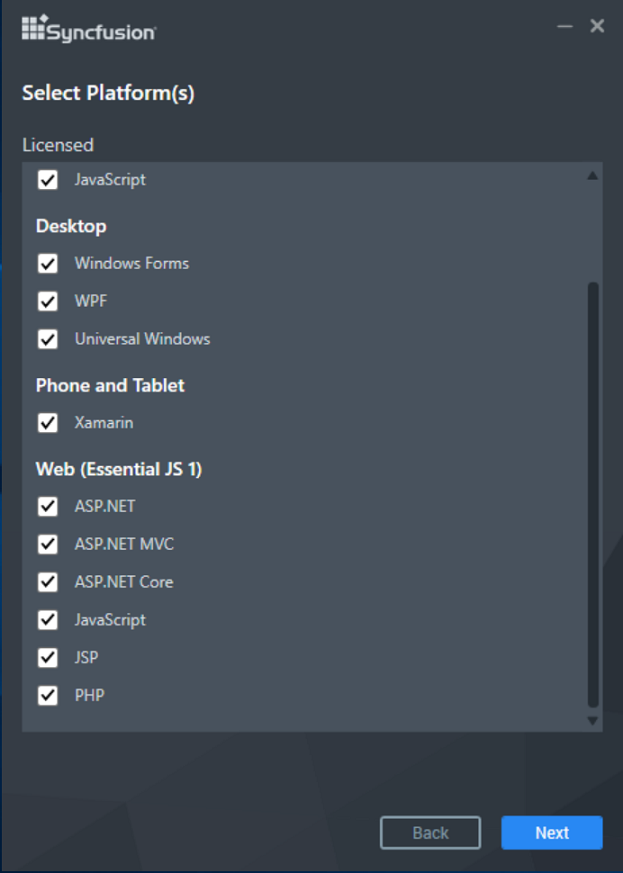 Syncfusion
Select Platform(s)
Licensed
JavaScript
Desktop
Windows Forms
WPF
Universal Windows
Phone and Tablet
Xamarin
Web (Essential JS 1)
ASP.NET
ASP.NET MVC
ASP.NET Core
JavaScript
JSP
PHP
Back
Next